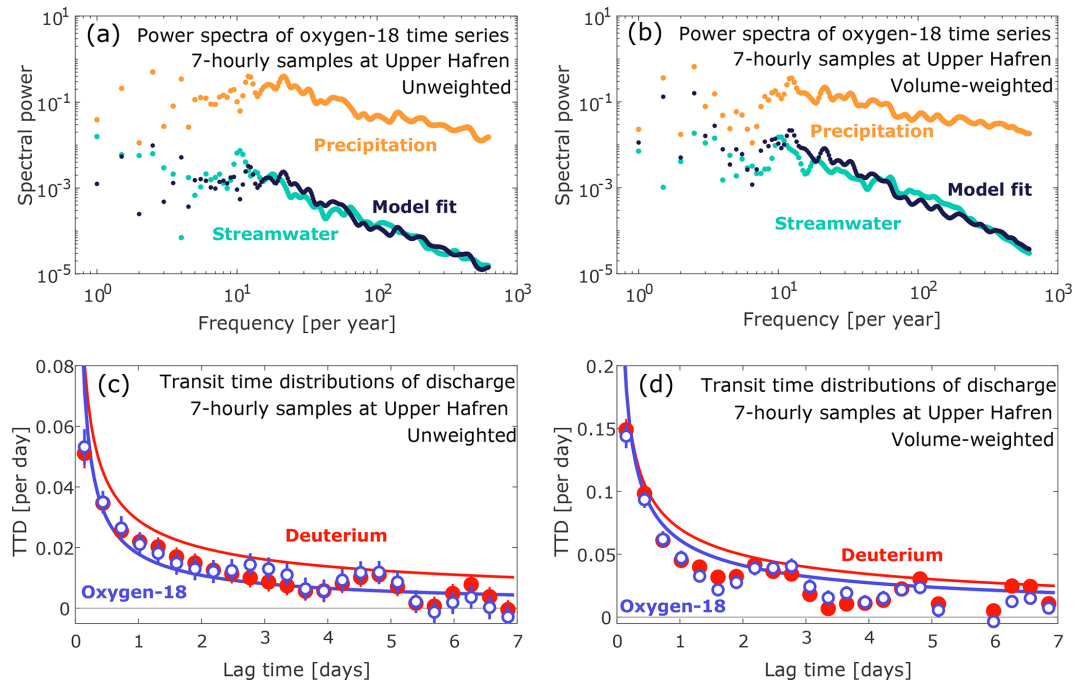 (a) Power spectra of oxygen-18 time series
7-hourly samples at Upper Hafren
Unweighted
Precipitation
Model fit
Streamwater
Spectral power
10^-1
10^-3
10^-5
10^0 10^1 10^2 10^3
Frequency [per year]
(b) Power spectra of oxygen-18 time series
7-hourly samples at Upper Hafren
Volume-weighted
Precipitation
Model fit
Streamwater
Spectral power
10^-1
10^-3
10^-5
10^0 10^1 10^2 10^3
Frequency [per year]
(c) Transit time distributions of discharge
7-hourly samples at Upper Hafren
Unweighted
Deuterium
Oxygen-18
TTD [per day]
0.08
0.06
0.04
0.02
0
0 1 2 3 4 5 6 7
Lag time [days]
(d) Transit time distributions of discharge
7-hourly samples at Upper Hafren
Volume-weighted
Deuterium
Oxygen-18
TTD [per day]
0.2
0.15
0.1
0.05
0
0 1 2 3 4 5 6 7
Lag time [days]